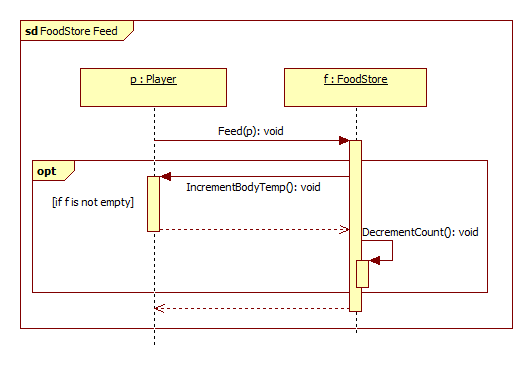 sd FoodStore Feed
p : Player
f : FoodStore
Feed(p): void
opt
IncrementBodyTemp(): void
[if f is not empty]
DecrementCount(): void